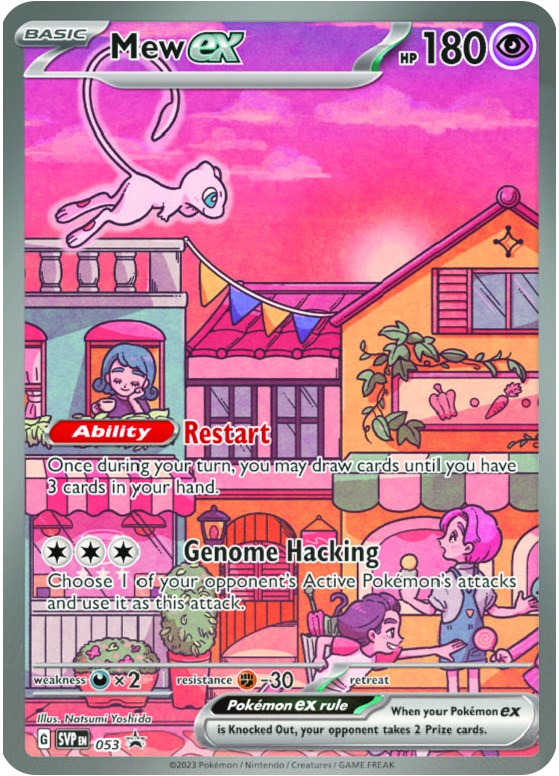 BASIC
Mew ex
HP 180
Ability Restart
Once during your turn, you may draw cards until you have
3 cards in your hand.
Genome Hacking
Choose 1 of your opponent's Active Pokémon's attacks
and use it as this attack.
weakness ×2 resistance -30 retreat
Illus. Natsumi Yoshida
Pokémon ex rule
When your Pokémon ex
is Knocked Out, your opponent takes 2 Prize cards.
G SVP EN 053
©2023 Pokémon / Nintendo / Creatures / GAME FREAK